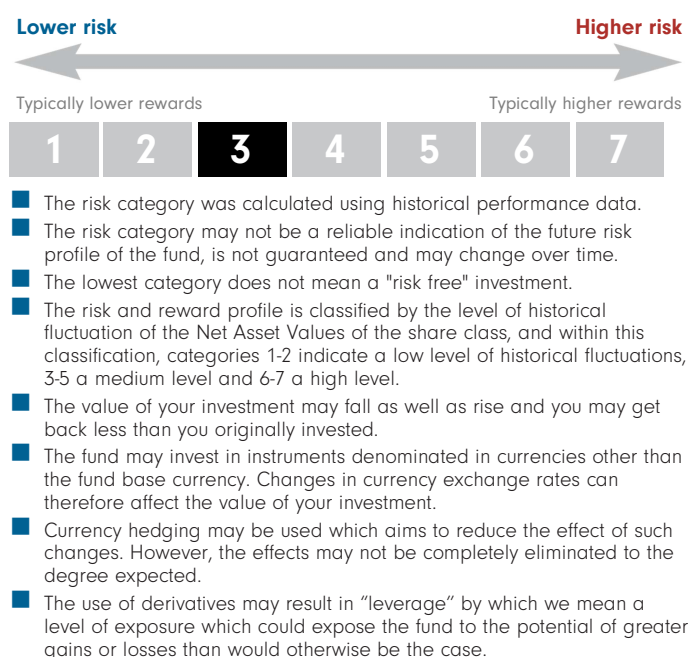 Lower risk Higher risk
Typically lower rewards Typically higher rewards
1 2 3 4 5 6 7
The risk category was calculated using historical performance data.
The risk category may not be a reliable indication of the future risk
profile of the fund, is not guaranteed and may change over time.
The lowest category does not mean a "risk free" investment.
The risk and reward profile is classified by the level of historical
fluctuation of the Net Asset Values of the share class, and within this
classification, categories 1-2 indicate a low level of historical fluctuations,
3-5 a medium level and 6-7 a high level.
The value of your investment may fall as well as rise and you may get
back less than you originally invested.
The fund may invest in instruments denominated in currencies other than
the fund base currency. Changes in currency exchange rates can
therefore affect the value of your investment.
Currency hedging may be used which aims to reduce the effect of such
changes. However, the effects may not be completely eliminated to the
degree expected.
The use of derivatives may result in “leverage” by which we mean a
level of exposure which could expose the fund to the potential of greater
gains or losses than would otherwise be the case.